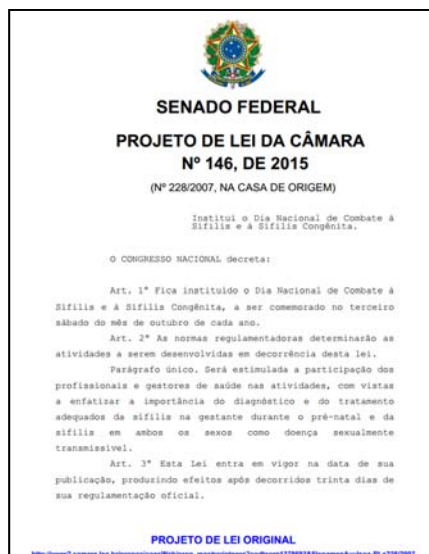 SENADO FEDERAL
PROJETO DE LEI DA CÂMARA
Nº 146, DE 2015
(Nº 228/2007, NA CASA DE ORIGEM)
Institui o Dia Nacional de Combate à
Sífilis e à Sífilis Congênita.
O CONGRESSO NACIONAL decreta:
Art. 1º Fica instituído o Dia Nacional de Combate à
Sífilis e à Sífilis Congênita, a ser comemorado no terceiro
sábado do mês de outubro de cada ano.
Art. 2º As normas regulamentadoras determinarão as
atividades a serem desenvolvidas em decorrência desta lei.
Parágrafo único. Será estimulada a participação dos
profissionais e gestores de saúde nas atividades, com vistas
a enfatizar a importância do diagnóstico e do tratamento
adequados da sífilis na gestante durante o pré-natal e da
sífilis em ambos os sexos como doença sexualmente
transmissível.
Art. 3º Esta Lei entra em vigor na data de sua
publicação, produzindo efeitos após decorridos trinta dias de
sua regulamentação oficial.
PROJETO DE LEI ORIGINAL